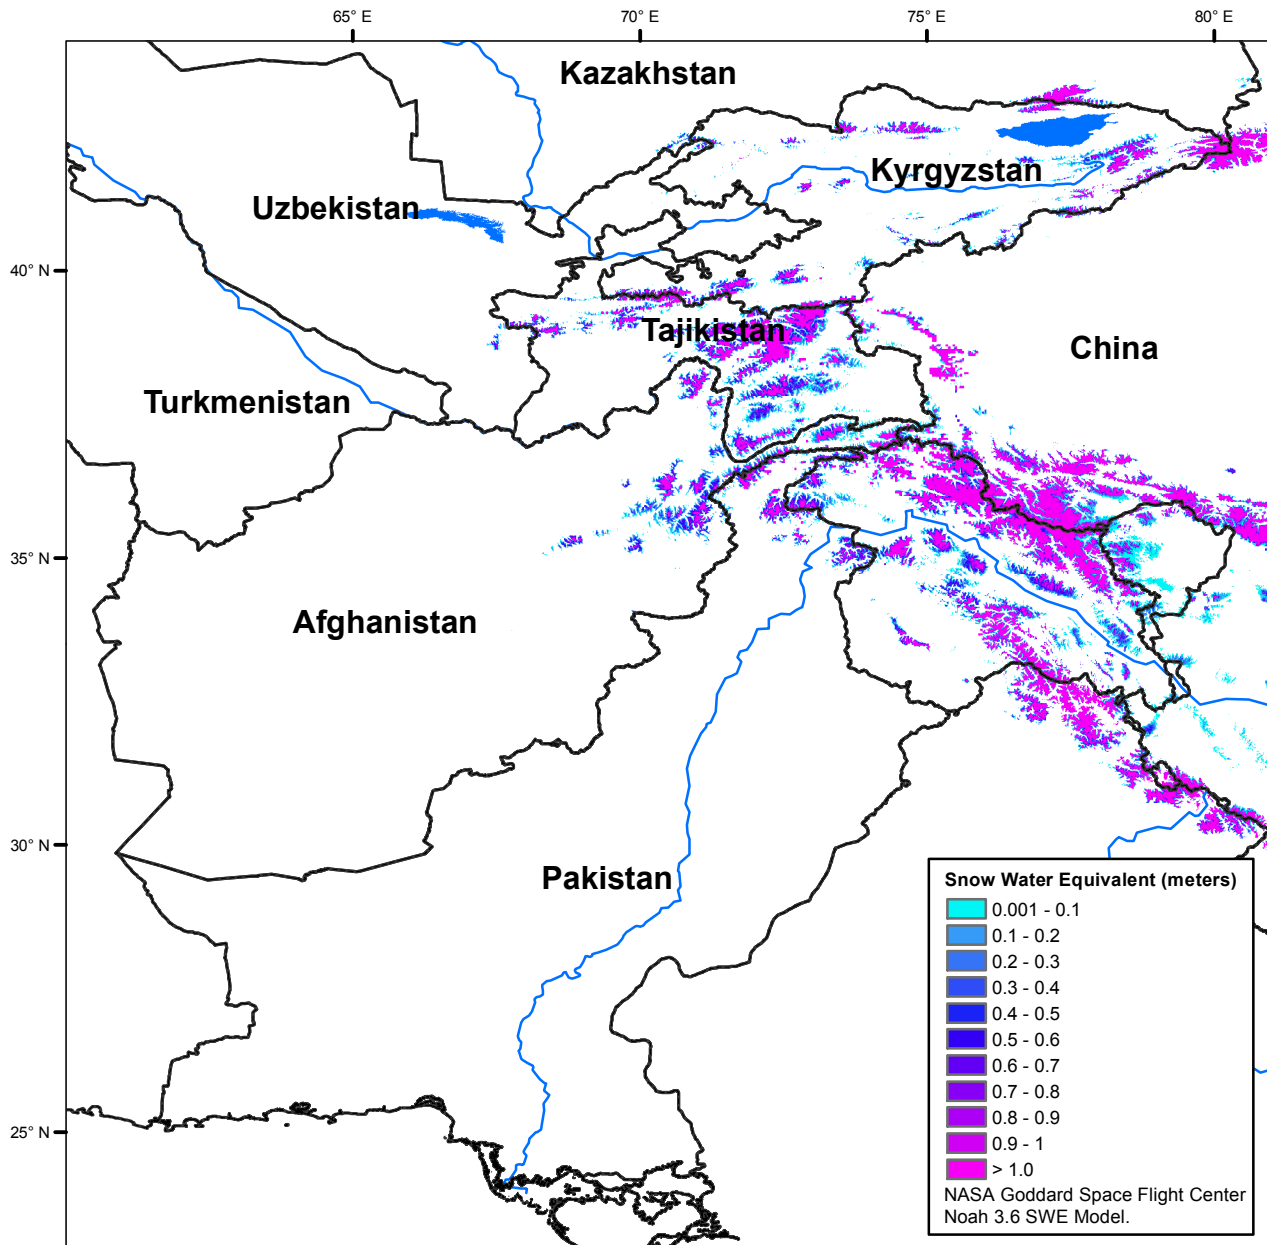 65° E
70° E
75° E
80° E
Kazakhstan
Kyrgyzstan
Uzbekistan
40° N
Tajikistan
China
Turkmenistan
35° N
Afghanistan
30° N
Pakistan
25° N
Snow Water Equivalent (meters)
0.001 - 0.1
0.1 - 0.2
0.2 - 0.3
0.3 - 0.4
0.4 - 0.5
0.5 - 0.6
0.6 - 0.7
0.7 - 0.8
0.8 - 0.9
0.9 - 1
> 1.0
NASA Goddard Space Flight Center
Noah 3.6 SWE Model.